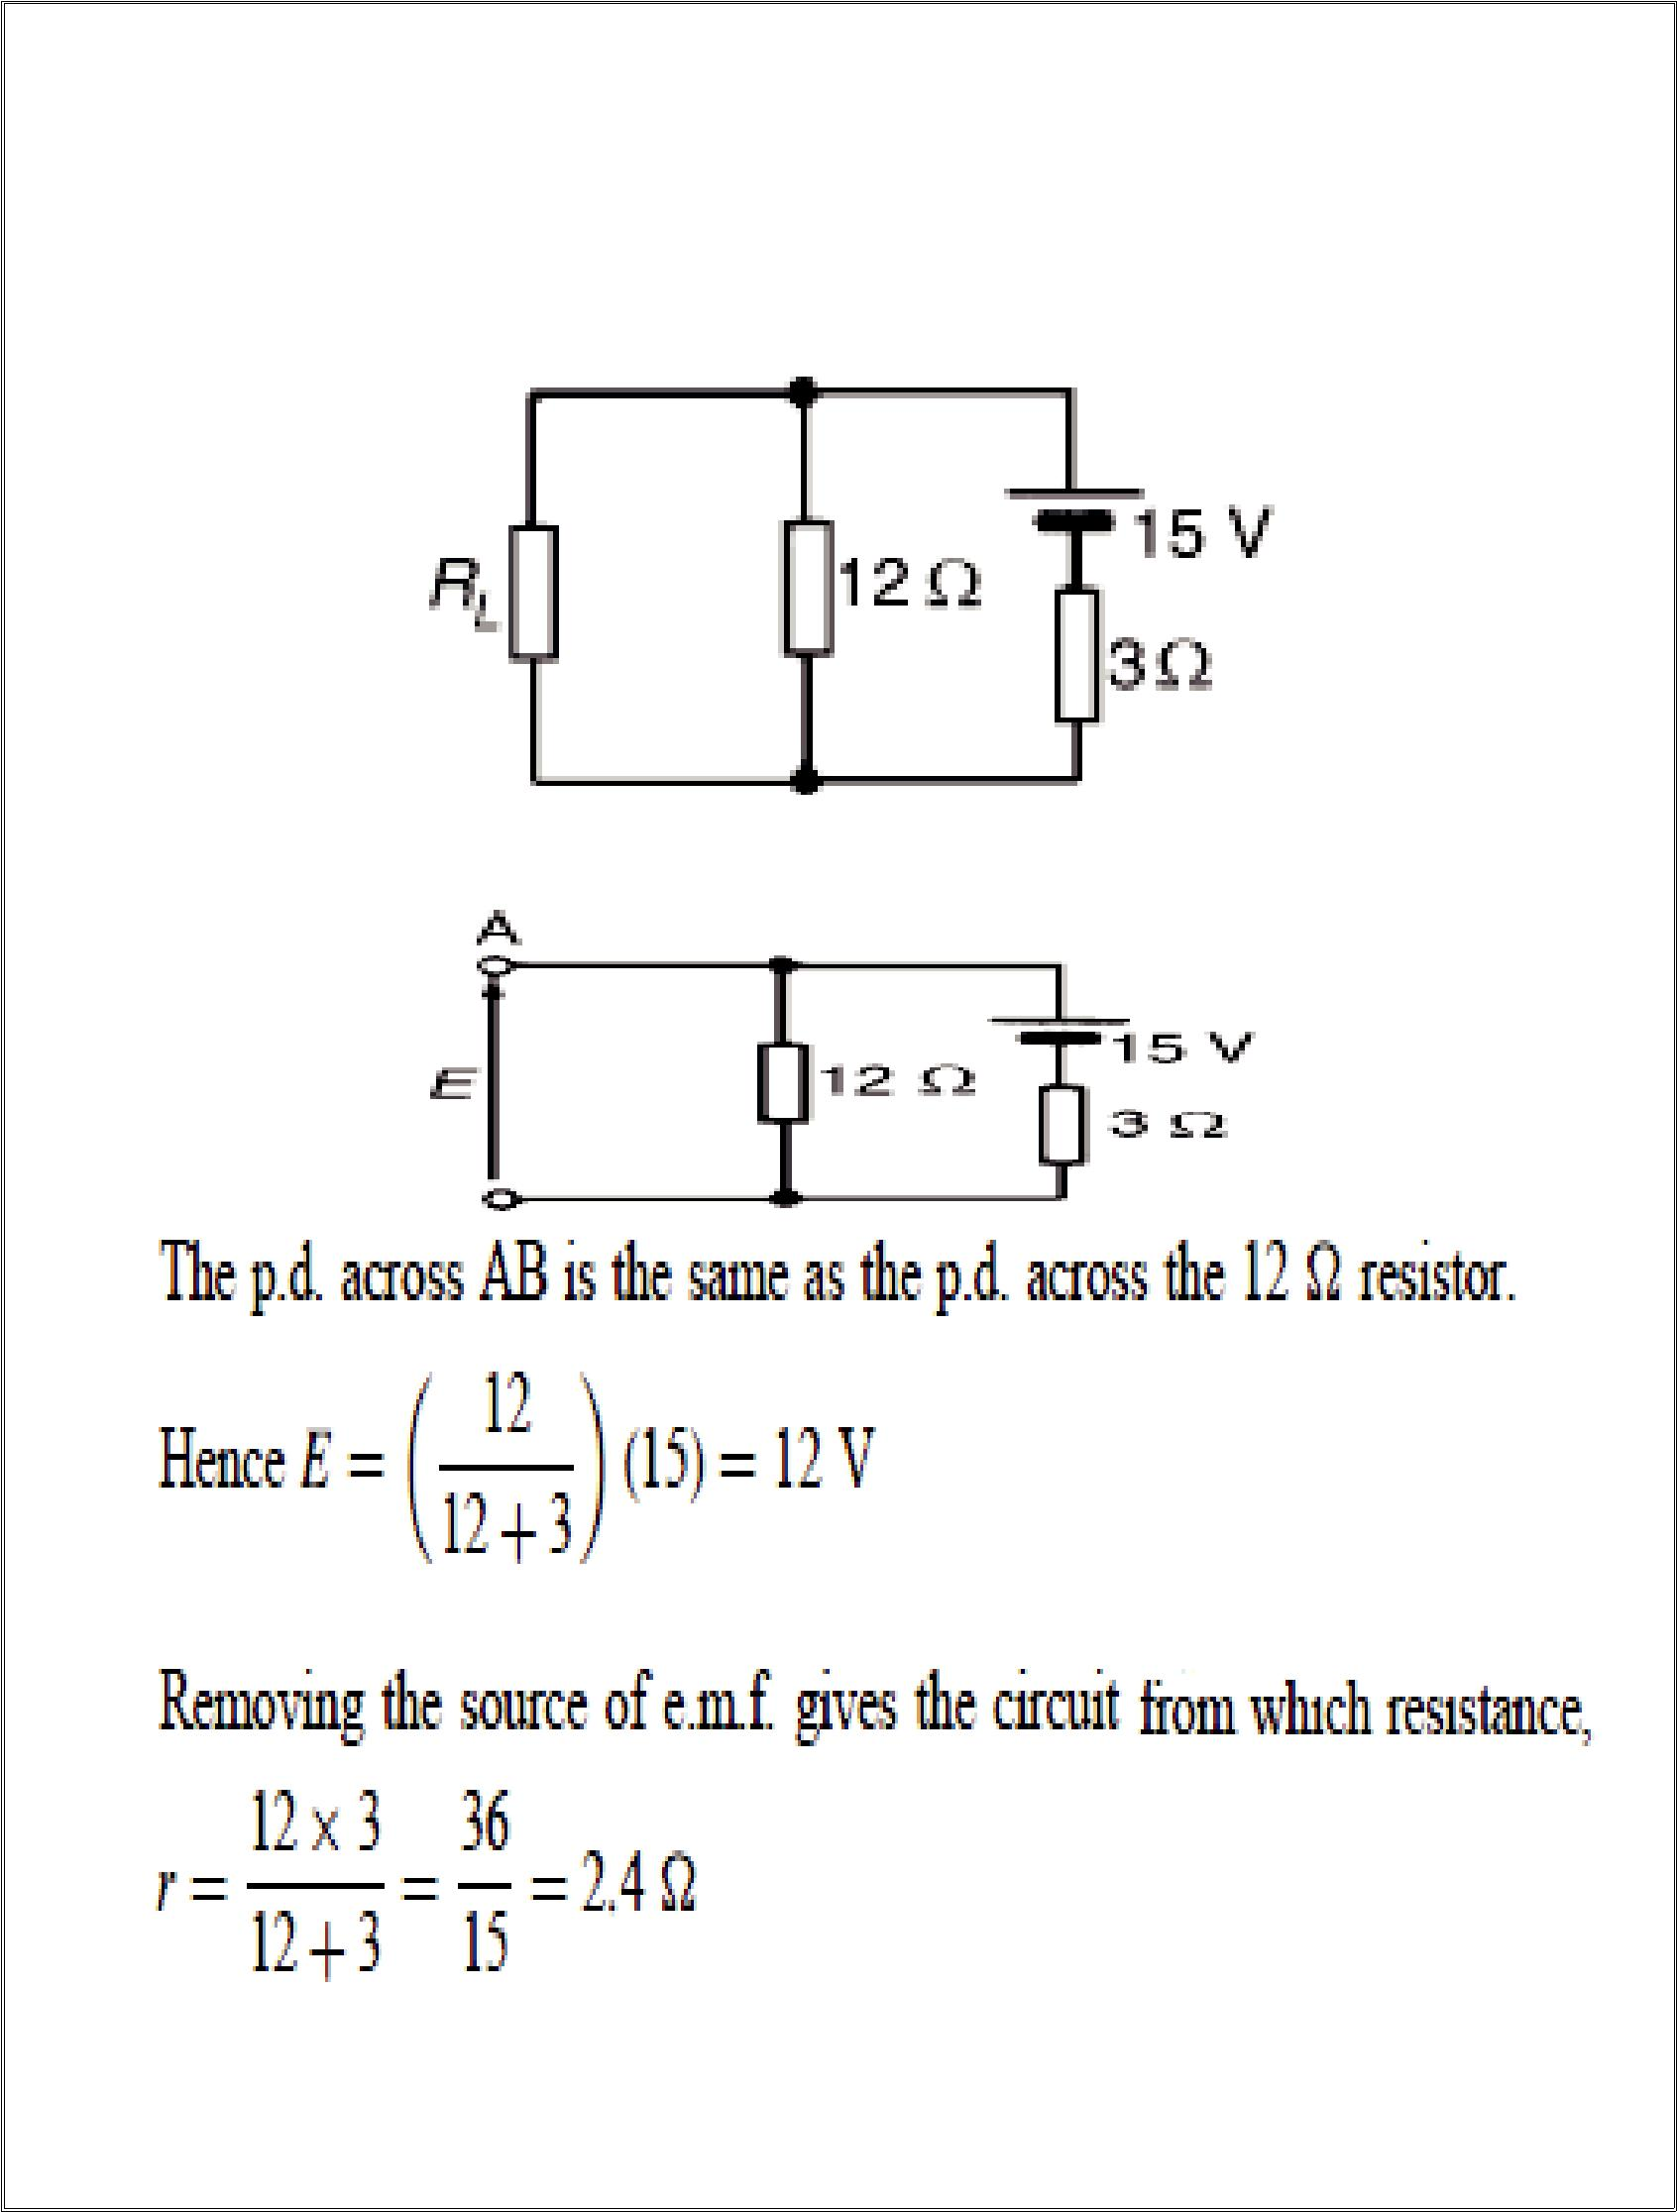 15 V
R_L
12 Ω
3 Ω
A
E
12 Ω
15 V
3 Ω
The p.d. across AB is the same as the p.d. across the 12 Ω resistor.
Hence E = (12 / (12 + 3)) (15) = 12 V
Removing the source of e.m.f. gives the circuit from which resistance,
r = (12 × 3) / (12 + 3) = 36 / 15 = 2.4 Ω